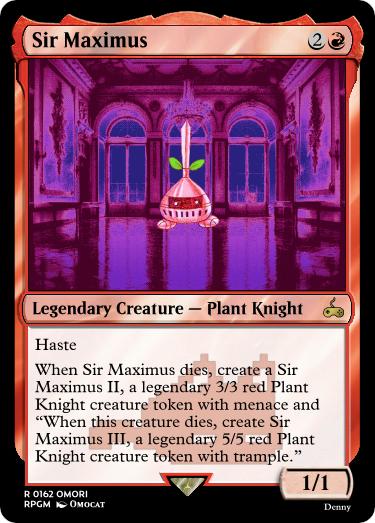 Sir Maximus 2
Legendary Creature — Plant Knight
Haste
When Sir Maximus dies, create a Sir
Maximus II, a legendary 3/3 red Plant
Knight creature token with menace and
“When this creature dies, create Sir
Maximus III, a legendary 5/5 red Plant
Knight creature token with trample.”
1/1
R 0162 OMORI
RPGM OMOCAT
Denny